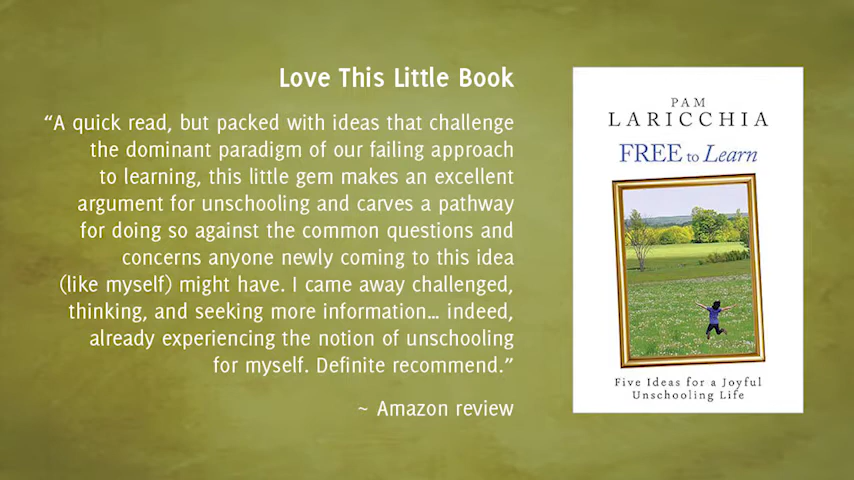 Love This Little Book
“A quick read, but packed with ideas that challenge
the dominant paradigm of our failing approach
to learning, this little gem makes an excellent
argument for unschooling and carves a pathway
for doing so against the common questions and
concerns anyone newly coming to this idea
(like myself) might have. I came away challenged,
thinking, and seeking more information... indeed,
already experiencing the notion of unschooling
for myself. Definite recommend.”
~ Amazon review
PAM
LARICCHIA
FREE to Learn
Five Ideas for a Joyful
Unschooling Life